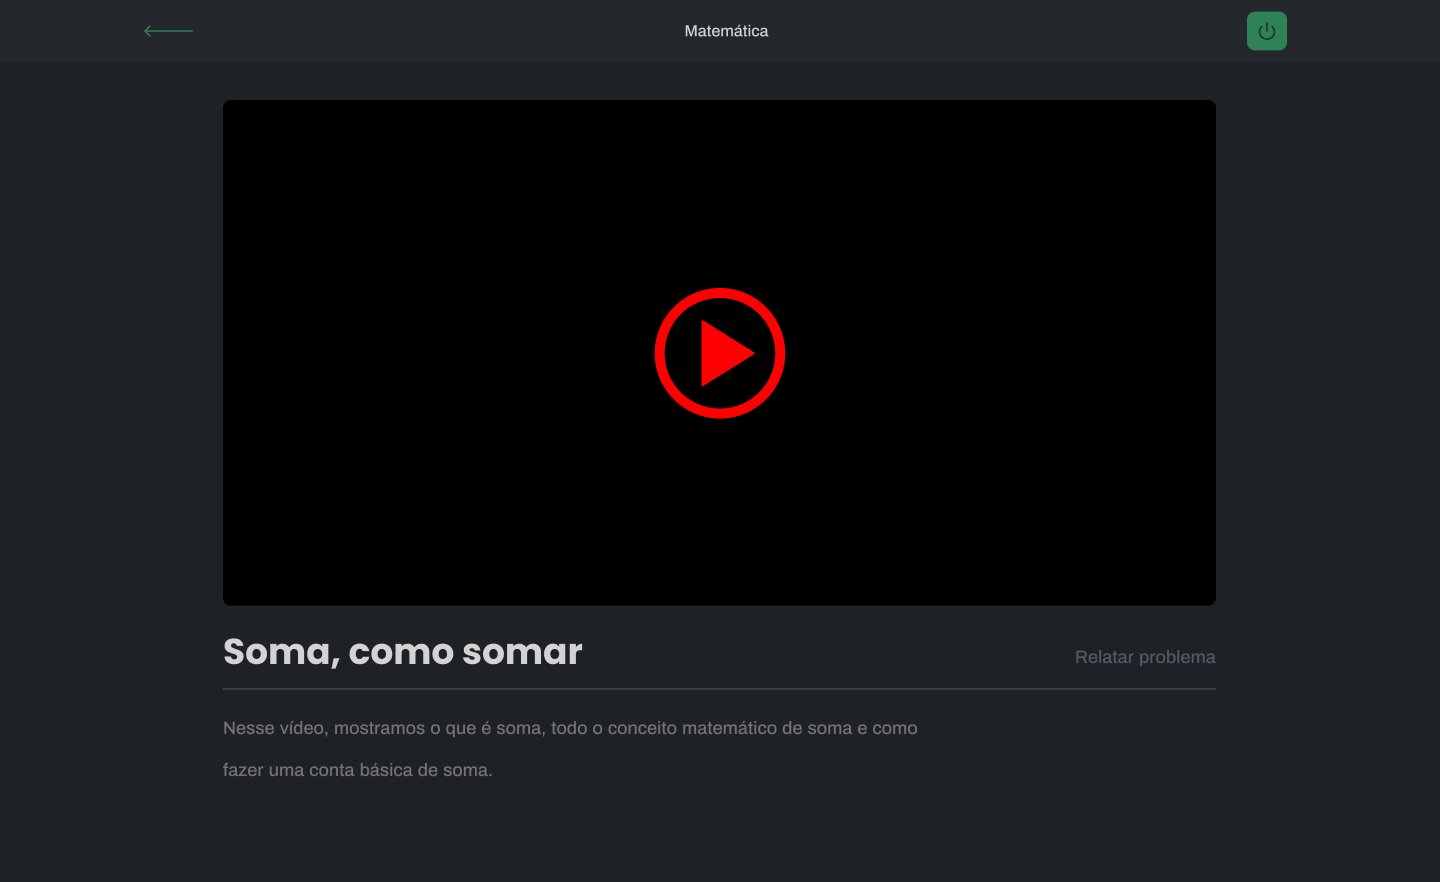 Matemática
Soma, como somar
Relatar problema
Nesse vídeo, mostramos o que é soma, todo o conceito matemático de soma e como
fazer uma conta básica de soma.